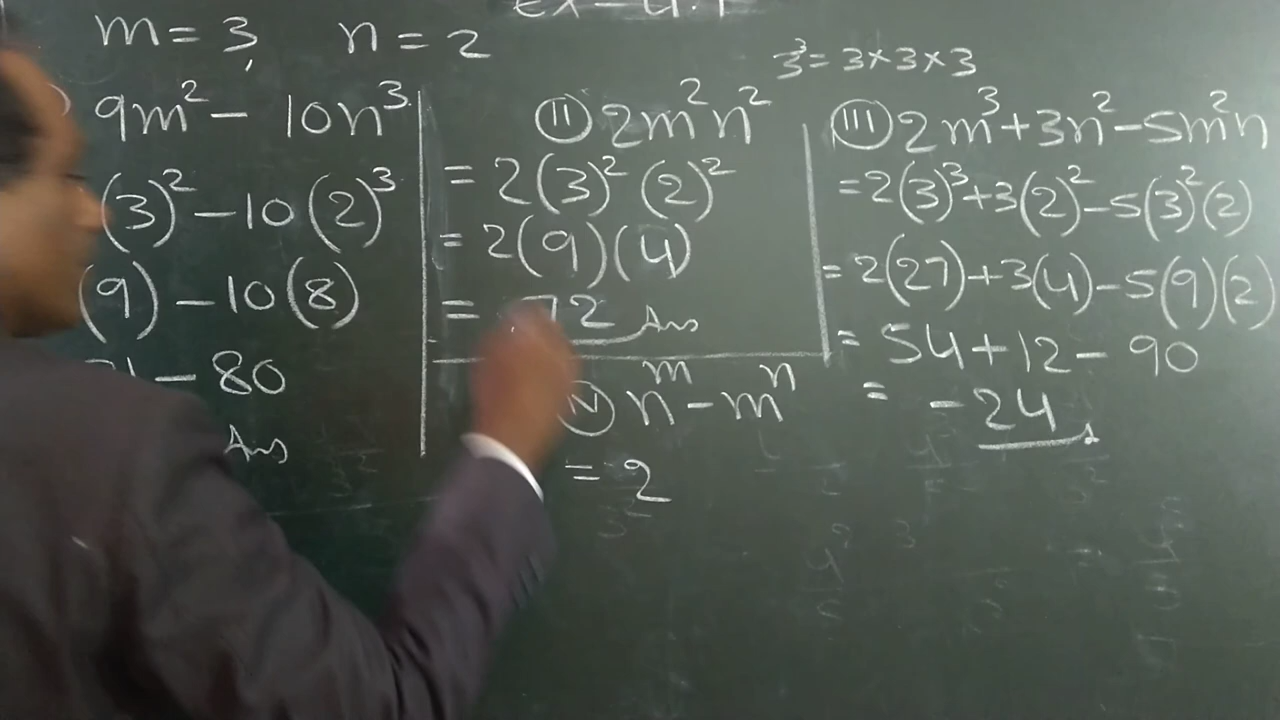 Ex-4.1
m = 3, n = 2
3³ = 3×3×3
9m² - 10n³
(3)² - 10(2)³
(9) - 10(8)
- 80
Ans
(II) 2m²n²
= 2(3)²(2)²
= 2(9)(4)
= 72 Ans
(III) 2m³+3n²-5m²n
= 2(3)³+3(2)²-5(3)²(2)
= 2(27)+3(4)-5(9)(2)
= 54+12-90
= -24
(IV) nᵐ - mⁿ
= 2